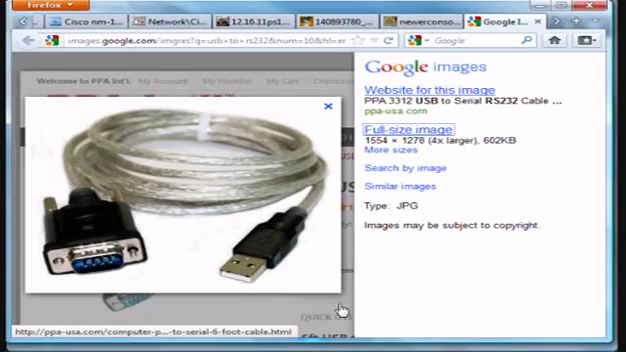 Firefox
Cisco nm-1...
Network\Ci...
12.16.11ps1...
140893780_...
newerconso...
Google I...
images.google.com/imgres?q=usb+to+rs232&num=10&hl=er
Google
Welcome to PPA Int'l
My Account
My Wishlist
My Cart
Checkout
Google images
Website for this image
PPA 3312 USB to Serial RS232 Cable ...
ppa-usa.com
Full-size image
1554 × 1278 (4x larger), 602KB
More sizes
Search by image
Similar images
Type: JPG
Images may be subject to copyright.
QUICK
http://ppa-usa.com/computer-p...-to-serial-6-foot-cable.html